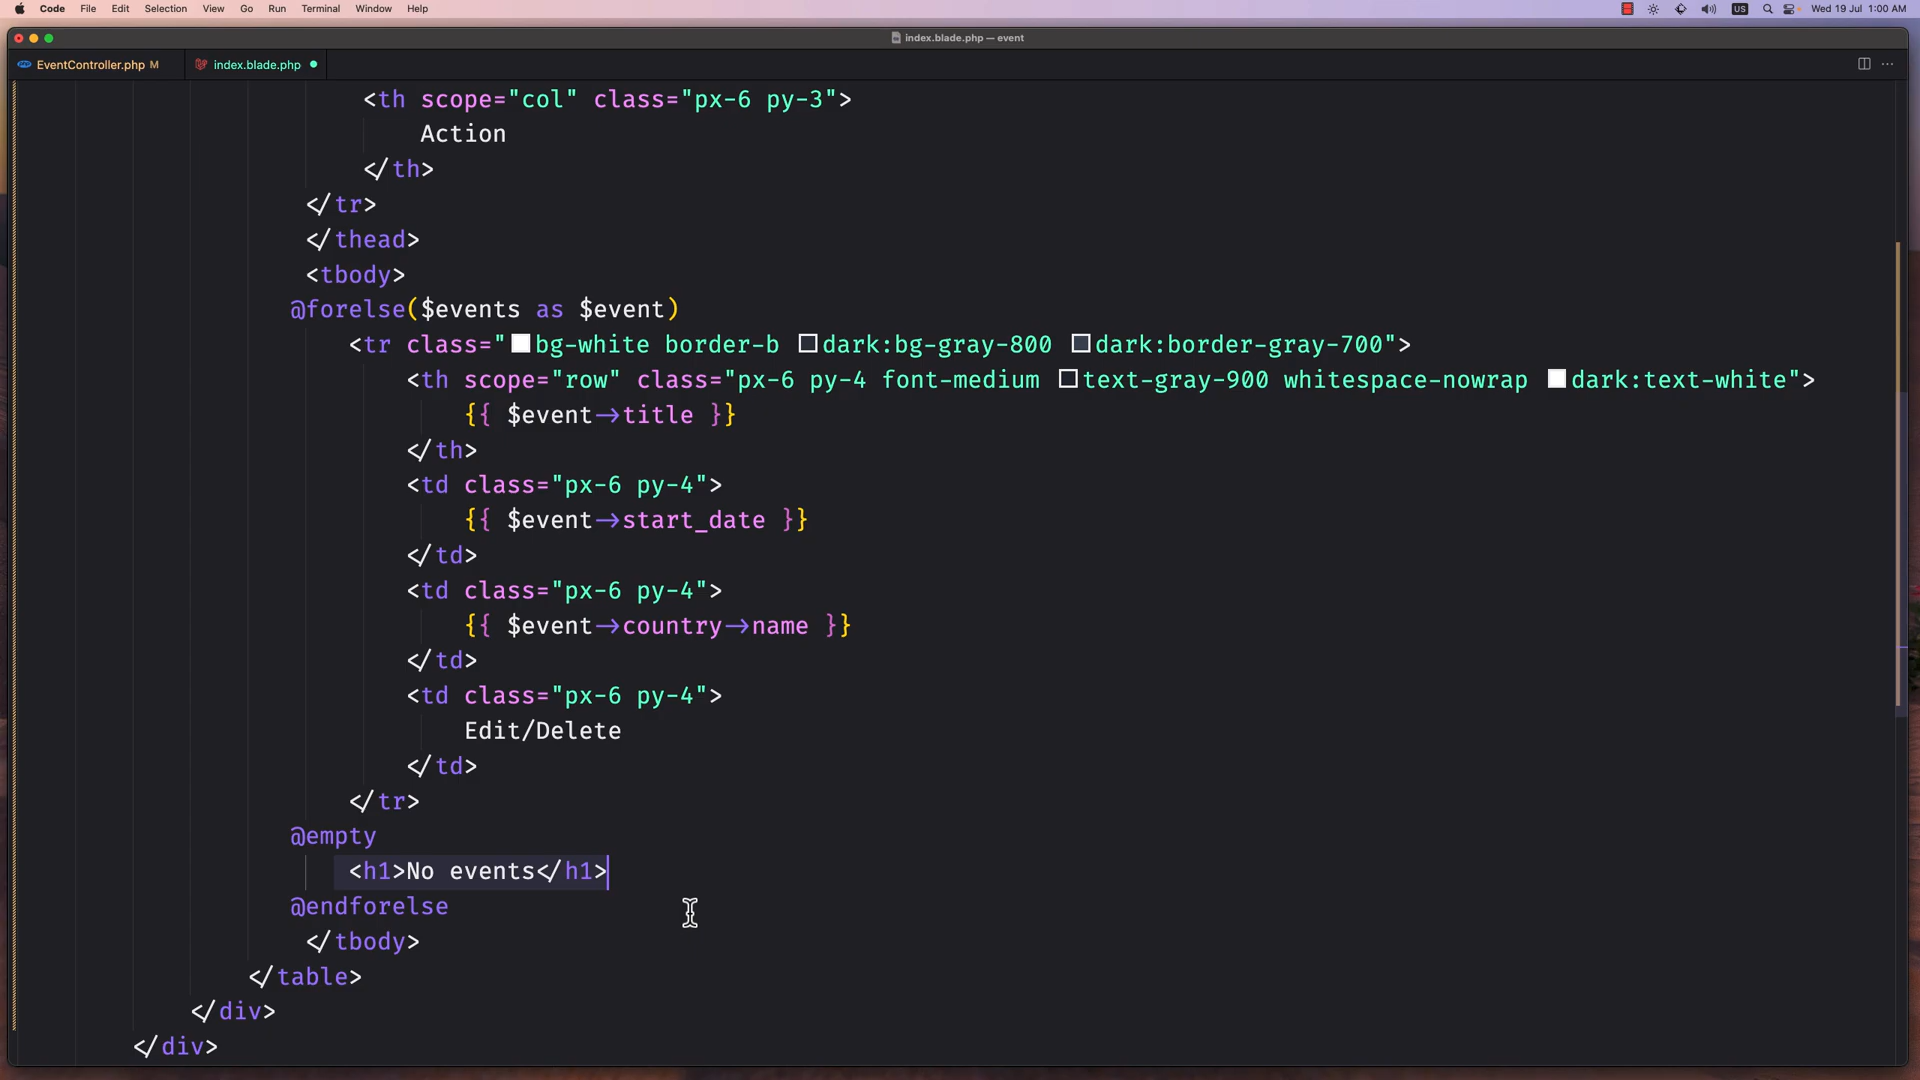 Code File Edit Selection View Go Run Terminal Window Help US Wed 19 Jul 1:00 AM
index.blade.php — event
EventController.php M index.blade.php
<th scope="col" class="px-6 py-3">
Action
</th>
</tr>
</thead>
<tbody>
@forelse($events as $event)
<tr class="bg-white border-b dark:bg-gray-800 dark:border-gray-700">
<th scope="row" class="px-6 py-4 font-medium text-gray-900 whitespace-nowrap dark:text-white">
{{ $event->title }}
</th>
<td class="px-6 py-4">
{{ $event->start_date }}
</td>
<td class="px-6 py-4">
{{ $event->country->name }}
</td>
<td class="px-6 py-4">
Edit/Delete
</td>
</tr>
@empty
<h1>No events</h1>
@endforelse
</tbody>
</table>
</div>
</div>